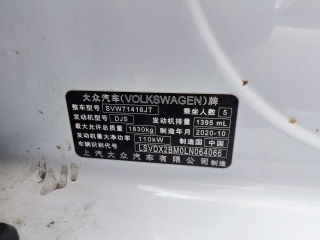 大众汽车(VOLKSWAGEN)牌
整车型号 SVW71416JT 乘坐人数 5
发动机型号 DJS 发动机排量 1395 mL
最大允许总质量 1830kg 制造年月 2020-10
发动机最大净功率 110kW 制造国 中国
车辆识别代号 LSVDX2BM0LN064066
上汽大众汽车有限公司 制造